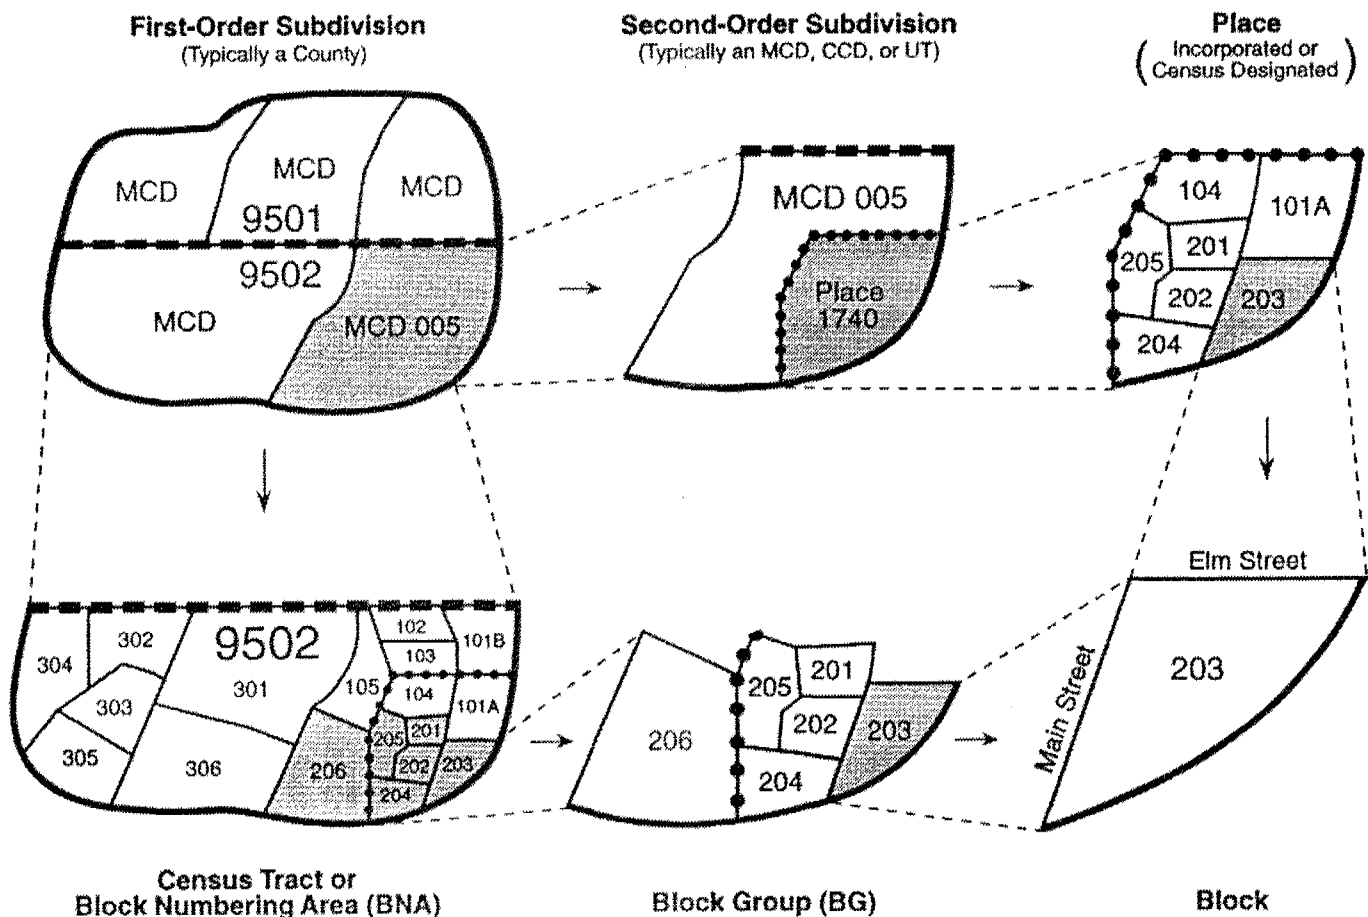 First-Order Subdivision
(Typically a County)
Second-Order Subdivision
(Typically an MCD, CCD, or UT)
Place
(Incorporated or
Census Designated)
MCD
MCD
MCD
9501
9502
MCD
MCD 005
MCD 005
Place
1740
104
101A
201
205
202
203
204
Elm Street
Main Street
203
302
304
9502
301
303
305
306
102
101B
103
105
104
101A
205
201
206
202
203
204
201
205
206
202
203
204
Census Tract or
Block Numbering Area (BNA)
Block Group (BG)
Block